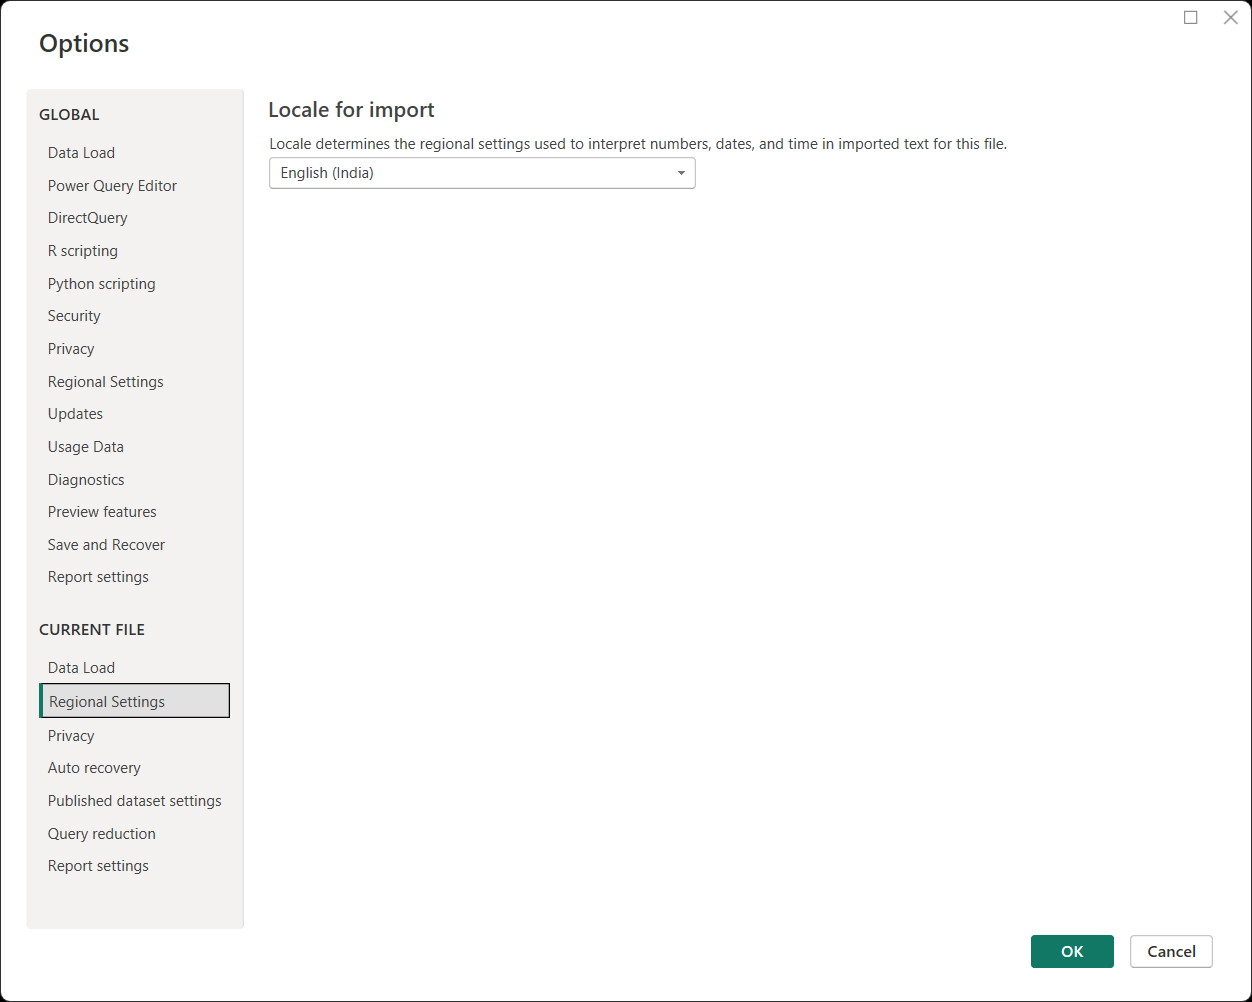 Options
GLOBAL
Data Load
Power Query Editor
DirectQuery
R scripting
Python scripting
Security
Privacy
Regional Settings
Updates
Usage Data
Diagnostics
Preview features
Save and Recover
Report settings
CURRENT FILE
Data Load
Regional Settings
Privacy
Auto recovery
Published dataset settings
Query reduction
Report settings
Locale for import
Locale determines the regional settings used to interpret numbers, dates, and time in imported text for this file.
English (India)
OK
Cancel